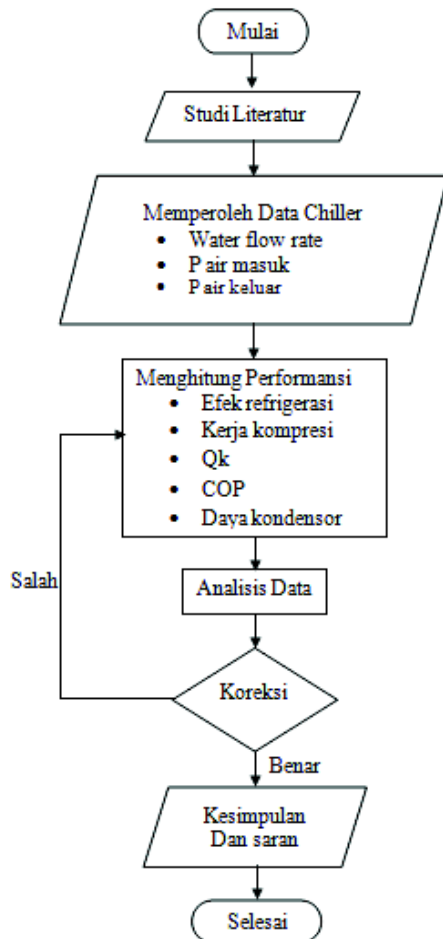 Mulai
Studi Literatur
Memperoleh Data Chiller
• Water flow rate
• P air masuk
• P air keluar
Menghitung Performansi
• Efek refrigerasi
• Kerja kompresi
• Qk
• COP
• Daya kondensor
Analisis Data
Salah
Koreksi
Benar
Kesimpulan
Dan saran
Selesai